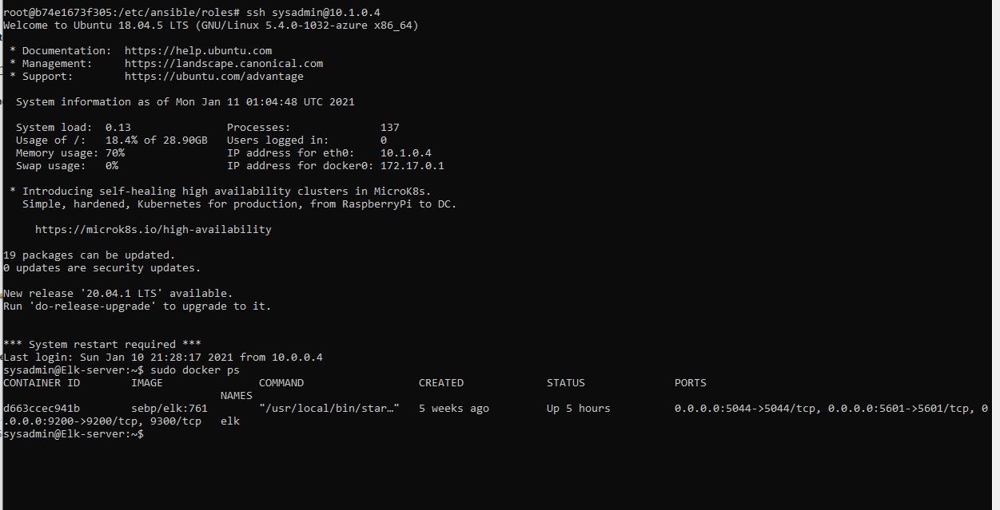 root@b74e1673f305:/etc/ansible/roles# ssh sysadmin@10.1.0.4
Welcome to Ubuntu 18.04.5 LTS (GNU/Linux 5.4.0-1032-azure x86_64)
* Documentation:  https://help.ubuntu.com
* Management:     https://landscape.canonical.com
* Support:        https://ubuntu.com/advantage
System information as of Mon Jan 11 01:04:48 UTC 2021
System load:  0.13               Processes:              137
Usage of /:   18.4% of 28.90GB   Users logged in:        0
Memory usage: 70%                IP address for eth0:    10.1.0.4
Swap usage:   0%                 IP address for docker0: 172.17.0.1
* Introducing self-healing high availability clusters in MicroK8s.
Simple, hardened, Kubernetes for production, from RaspberryPi to DC.
https://microk8s.io/high-availability
19 packages can be updated.
0 updates are security updates.
New release '20.04.1 LTS' available.
Run 'do-release-upgrade' to upgrade to it.
*** System restart required ***
Last login: Sun Jan 10 21:28:17 2021 from 10.0.0.4
sysadmin@Elk-server:~$ sudo docker ps
CONTAINER ID        IMAGE               COMMAND                  CREATED             STATUS              PORTS
NAMES
d663ccec941b        sebp/elk:761        "/usr/local/bin/star…"   5 weeks ago         Up 5 hours          0.0.0.0:5044->5044/tcp, 0.0.0.0:5601->5601/tcp, 0
.0.0.0:9200->9200/tcp, 9300/tcp   elk
sysadmin@Elk-server:~$